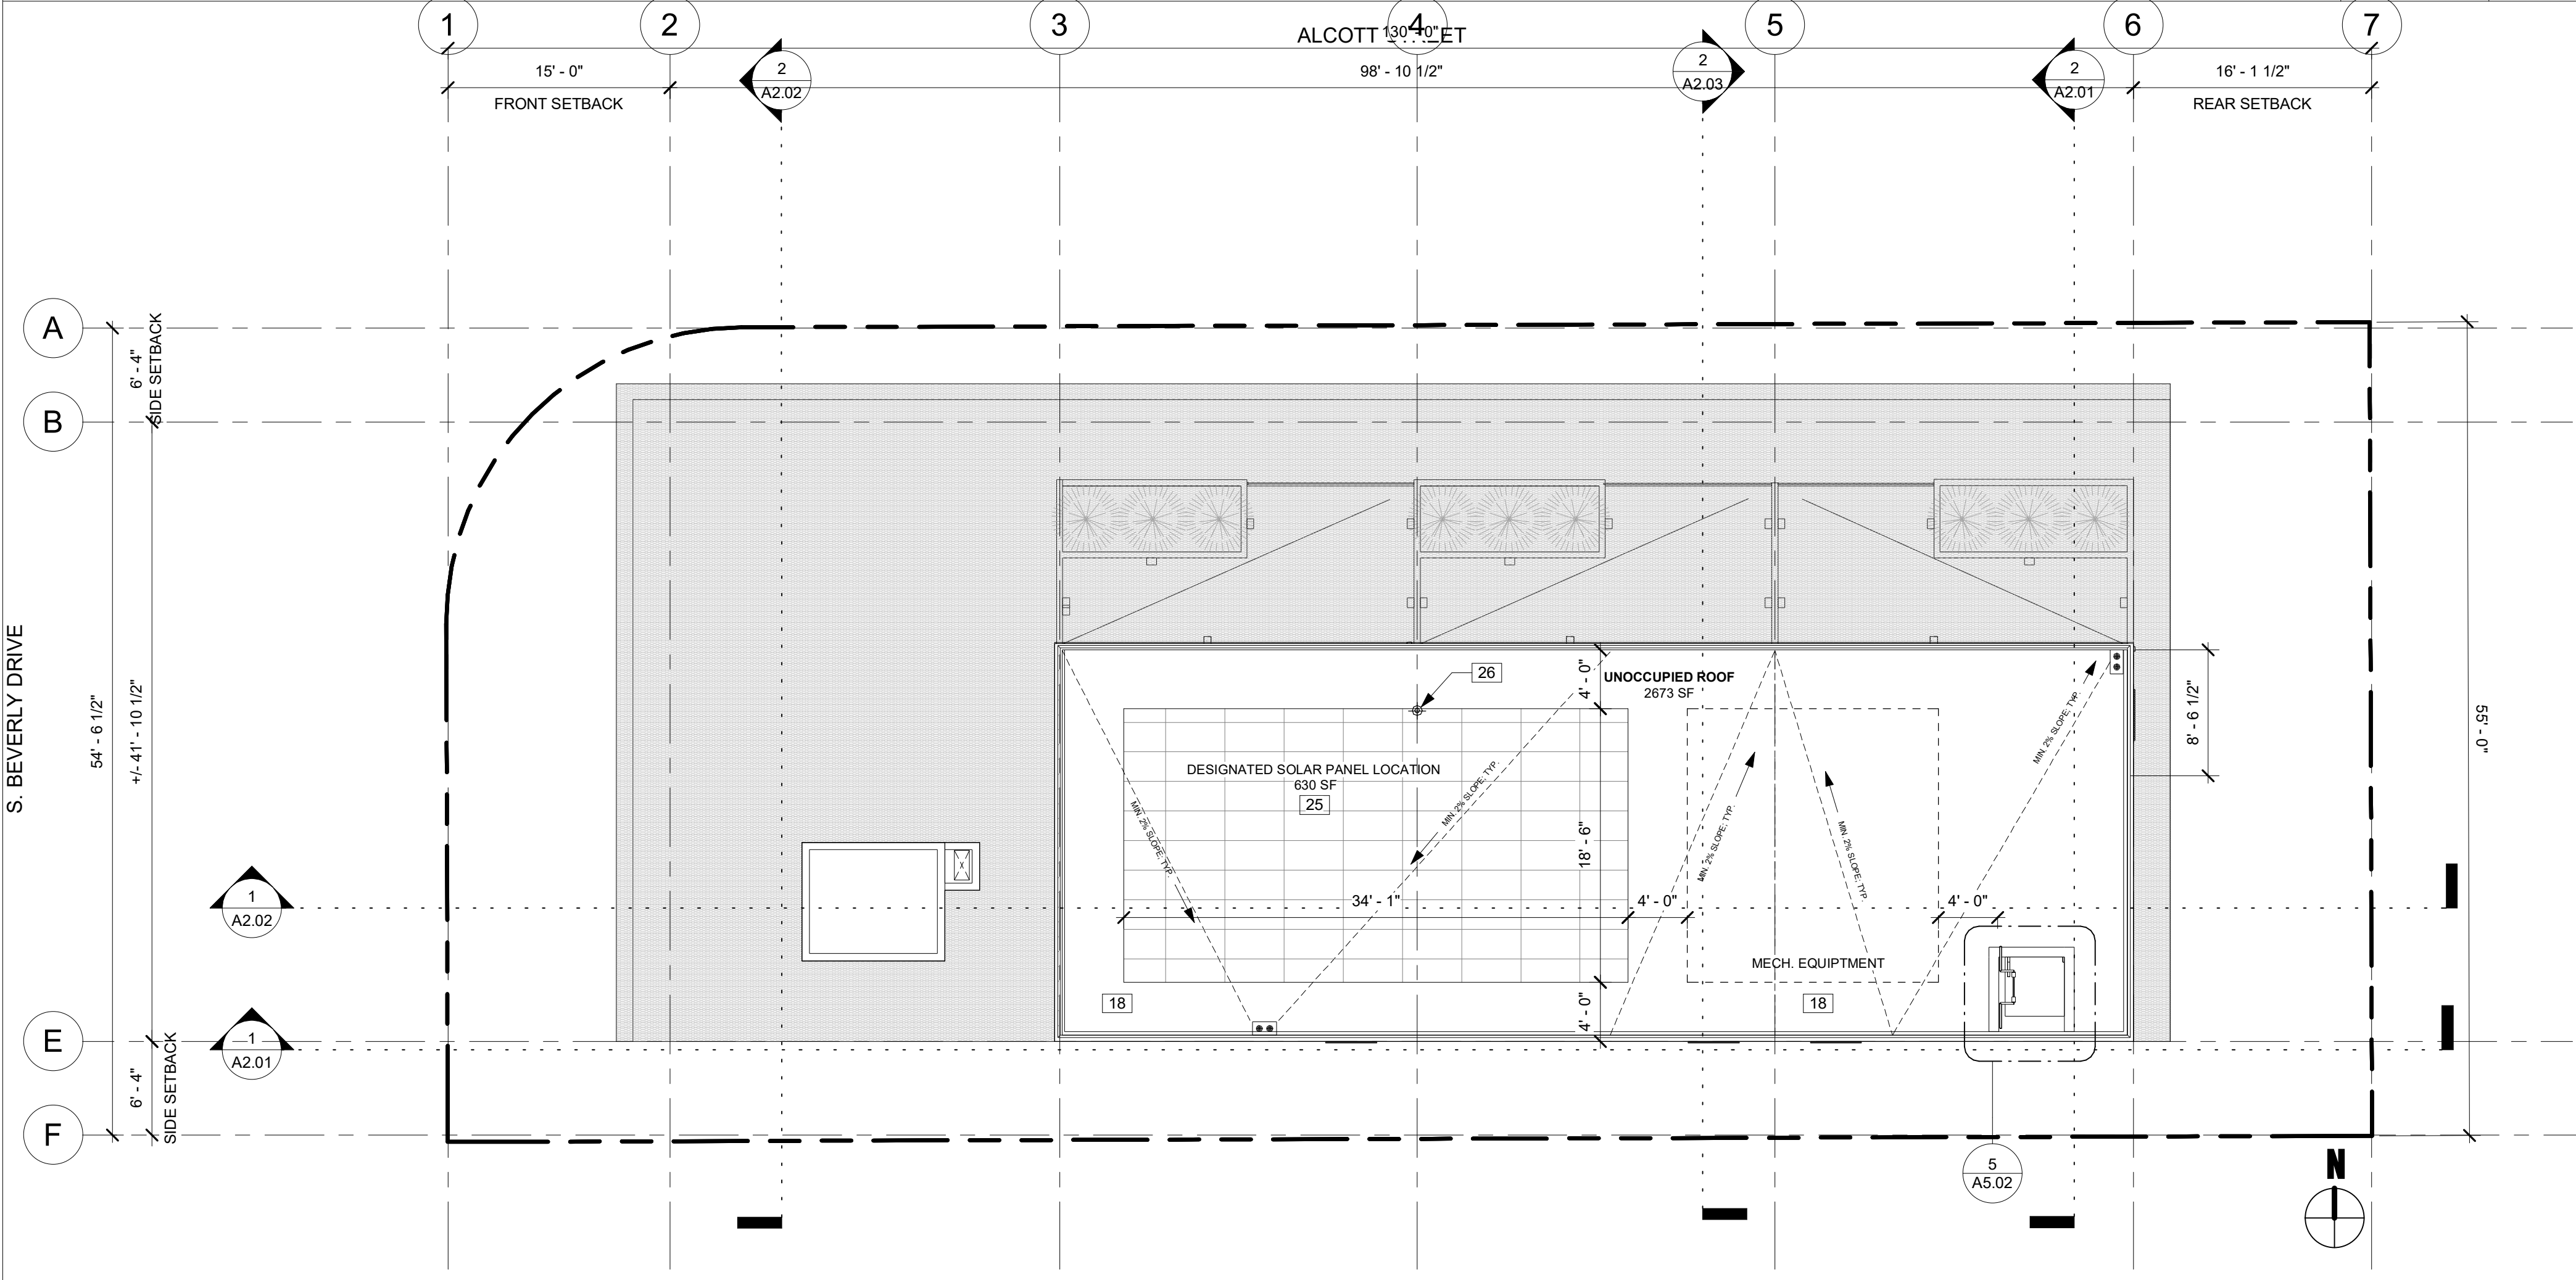 1
2
3
4
5
6
7
ALCOTT STREET
130' - 0"
15' - 0"
FRONT SETBACK
2
A2.02
98' - 10 1/2"
2
A2.03
2
A2.01
16' - 1 1/2"
REAR SETBACK
A
B
E
F
6' - 4"
SIDE SETBACK
54' - 6 1/2"
+/- 41' - 10 1/2"
6' - 4"
SIDE SETBACK
S. BEVERLY DRIVE
1
A2.02
1
A2.01
26
4' - 0"
UNOCCUPIED ROOF
2673 SF
DESIGNATED SOLAR PANEL LOCATION
630 SF
25
MIN. 2% SLOPE; TYP.
MIN. 2% SLOPE; TYP.
MIN. 2% SLOPE; TYP.
MIN. 2% SLOPE; TYP.
MIN. 2% SLOPE; TYP.
18' - 6"
34' - 1"
4' - 0"
4' - 0"
MECH. EQUIPTMENT
18
18
4' - 0"
8' - 6 1/2"
55' - 0"
5
A5.02
N